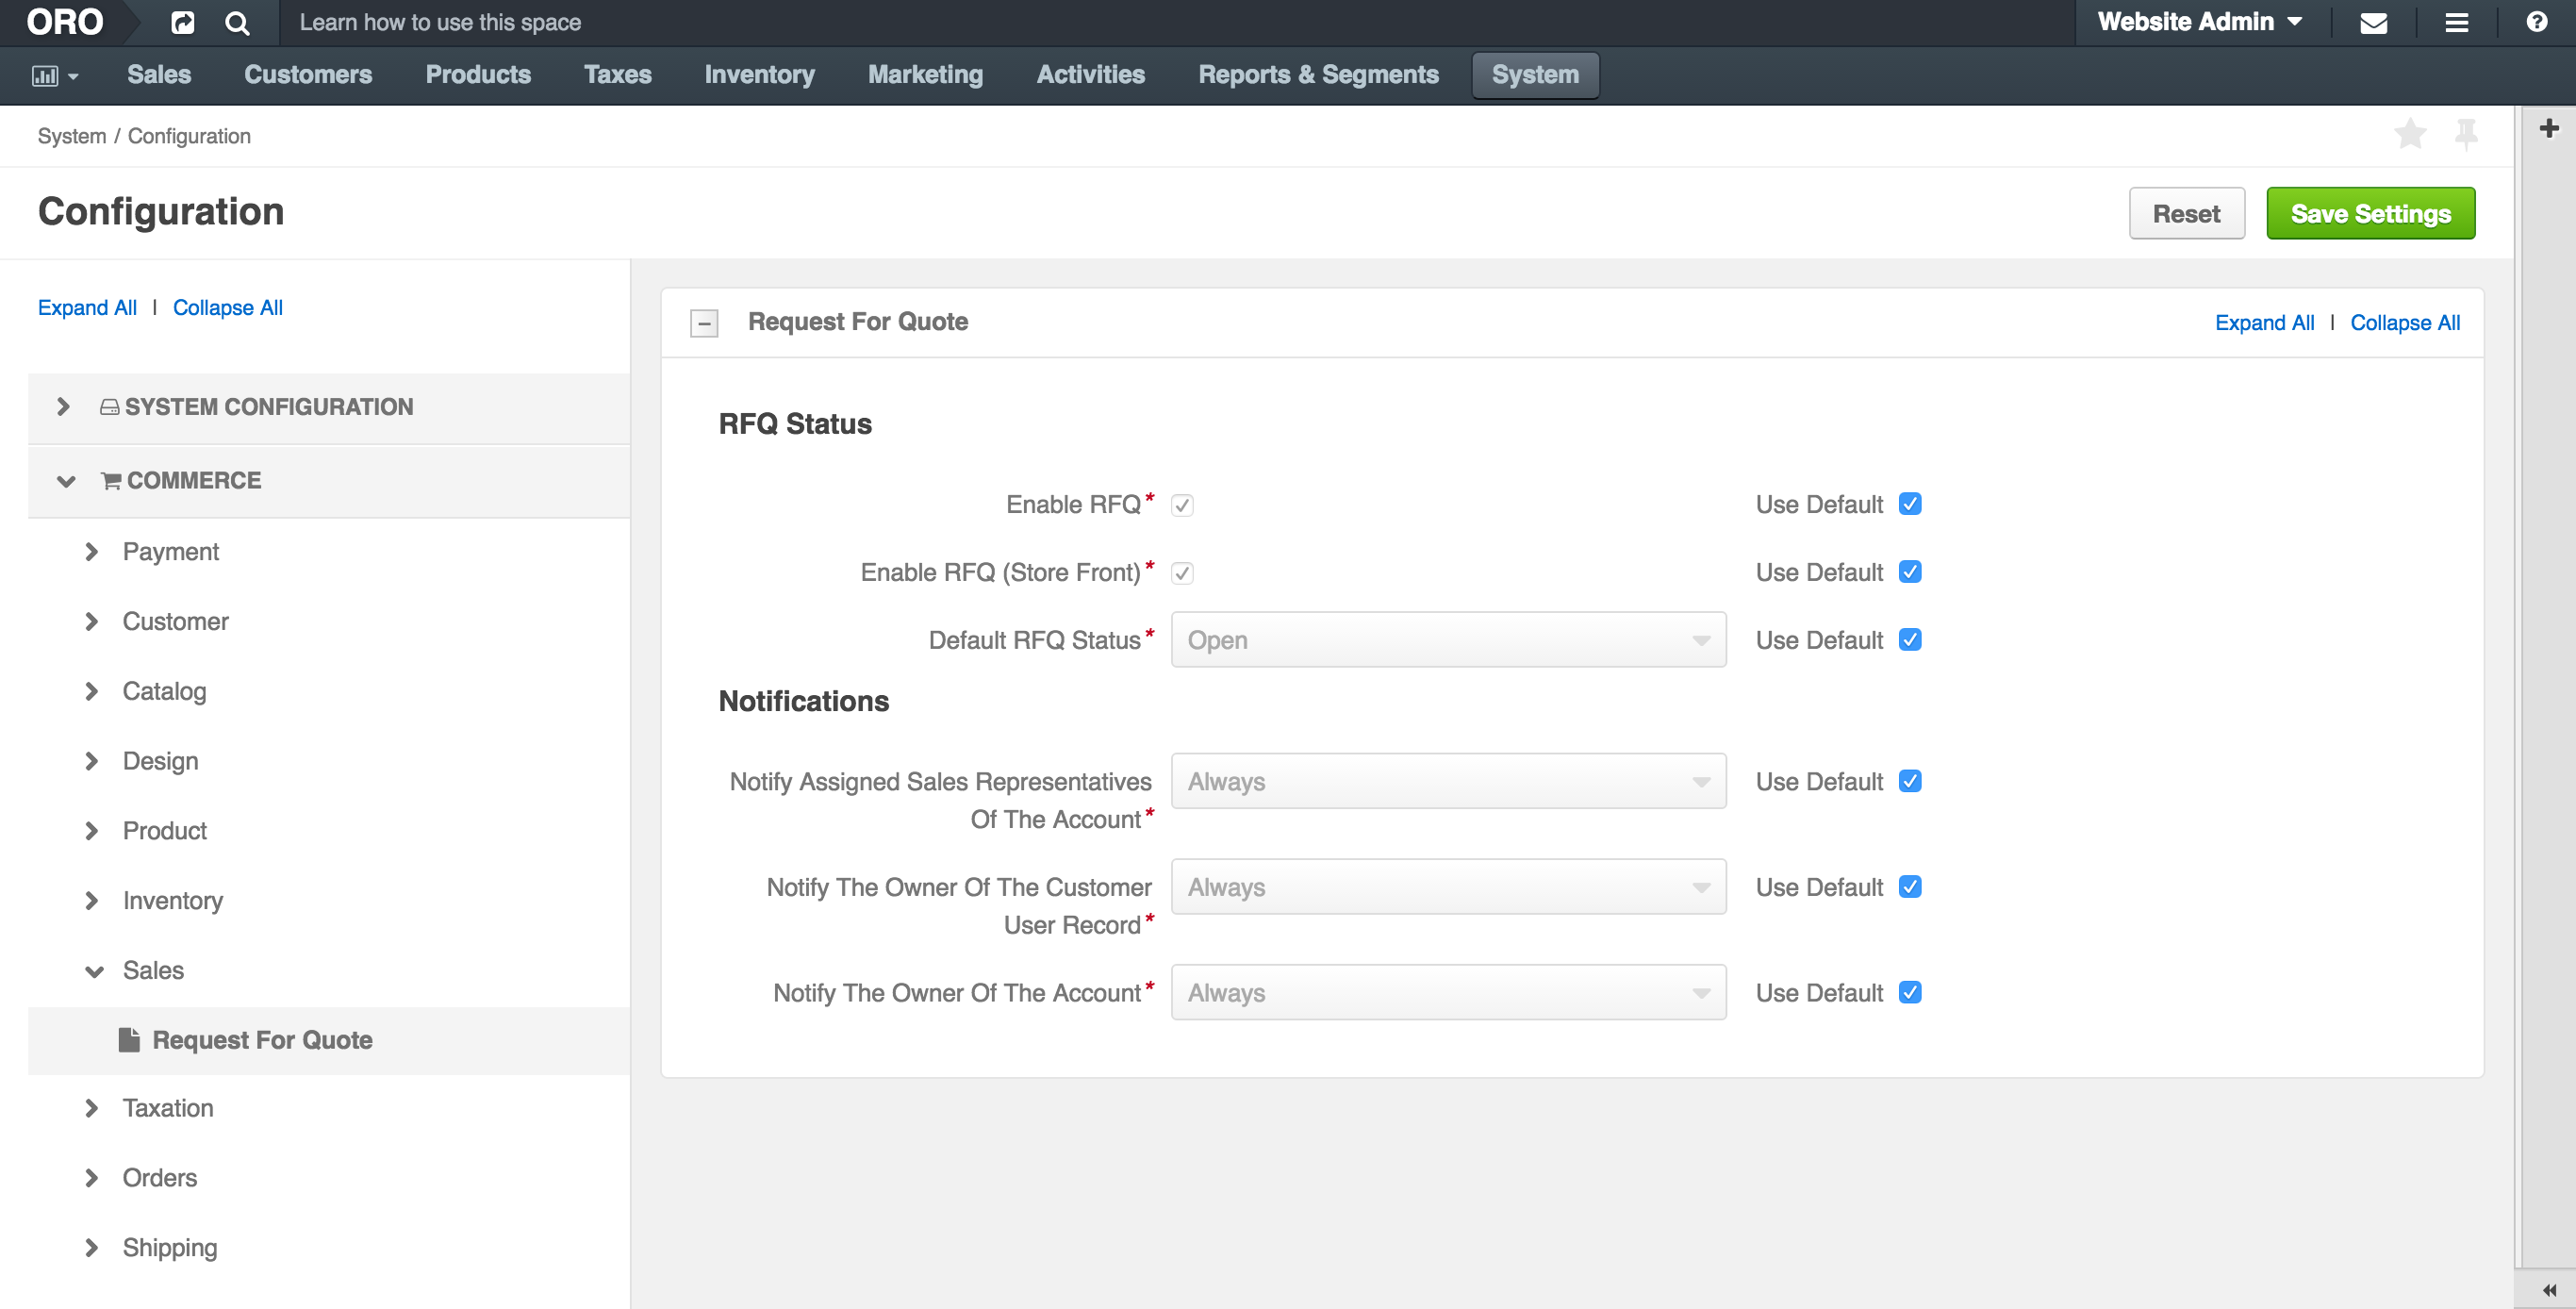 ORO
Learn how to use this space
Website Admin
Sales Customers Products Taxes Inventory Marketing Activities Reports & Segments System
System / Configuration
Configuration
Reset Save Settings
Expand All | Collapse All
SYSTEM CONFIGURATION
COMMERCE
Payment
Customer
Catalog
Design
Product
Inventory
Sales
Request For Quote
Taxation
Orders
Shipping
Request For Quote
Expand All | Collapse All
RFQ Status
Enable RFQ* Use Default
Enable RFQ (Store Front)* Use Default
Default RFQ Status* Open Use Default
Notifications
Notify Assigned Sales Representatives
Of The Account* Always Use Default
Notify The Owner Of The Customer
User Record* Always Use Default
Notify The Owner Of The Account* Always Use Default